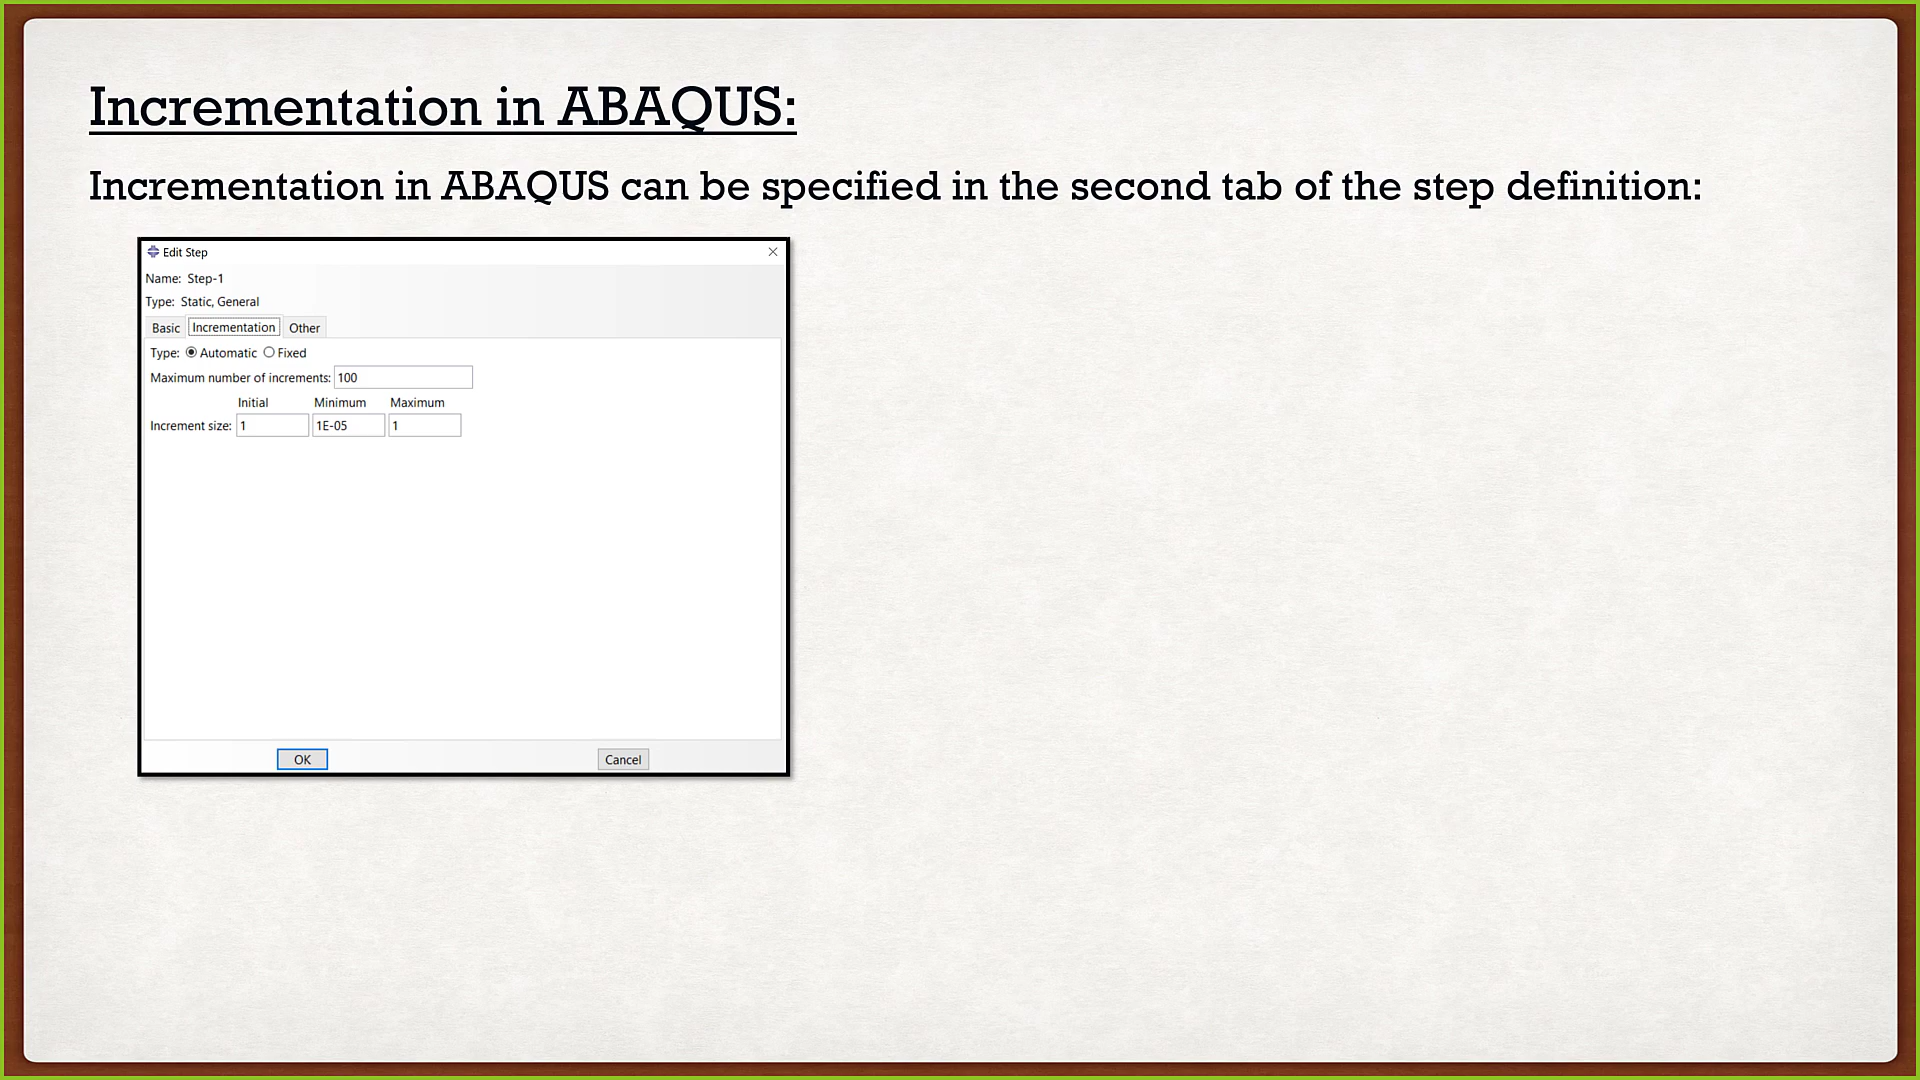 Incrementation in ABAQUS:
Incrementation in ABAQUS can be specified in the second tab of the step definition:
Edit Step
Name: Step-1
Type: Static, General
Basic Incrementation Other
Type: Automatic Fixed
Maximum number of increments: 100
Initial Minimum Maximum
Increment size: 1 1E-05 1
OK Cancel